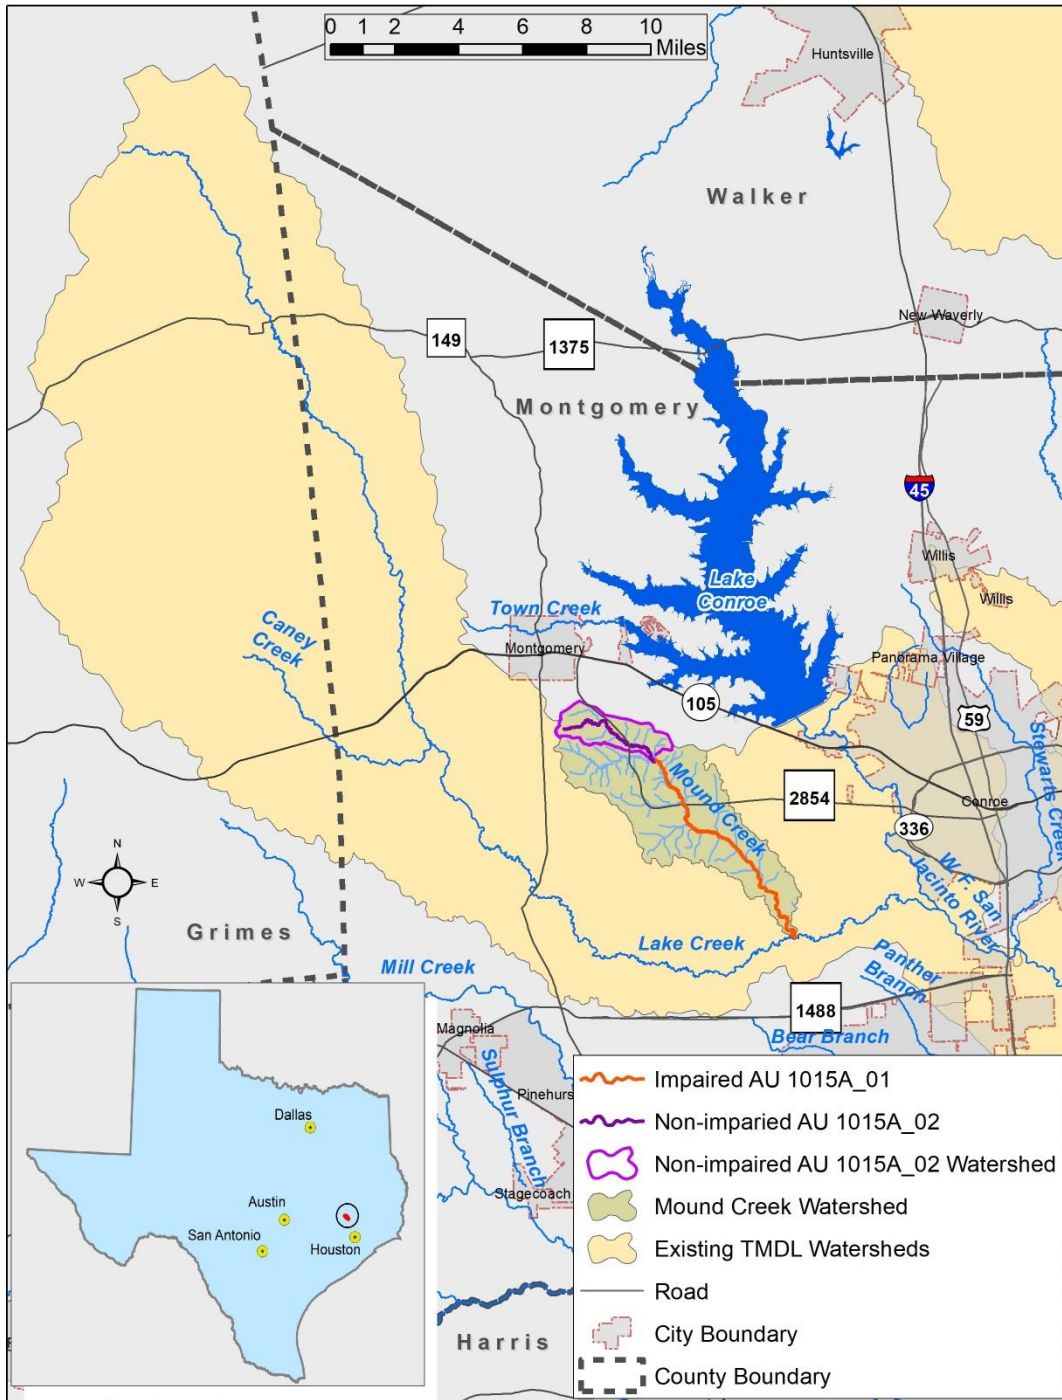 0 1 2 4 6 8 10
Miles
Huntsville
Walker
New Waverly
149
1375
Montgomery
45
Willis
Willis
Lake
Conroe
Town Creek
Montgomery
Caney
Creek
Panorama Village
105
59
Stewarts Creek
Mound Creek
2854
Conroe
336
W. F. San
Jacinto River
N
W E
S
Grimes
Lake Creek
Mill Creek
Panther
Branch
1488
Bear Branch
Magnolia
Pinehurs
Sulphur Branch
Stagecoach
Harris
Dallas
Austin
San Antonio
Houston
Impaired AU 1015A_01
Non-imparied AU 1015A_02
Non-impaired AU 1015A_02 Watershed
Mound Creek Watershed
Existing TMDL Watersheds
Road
City Boundary
County Boundary